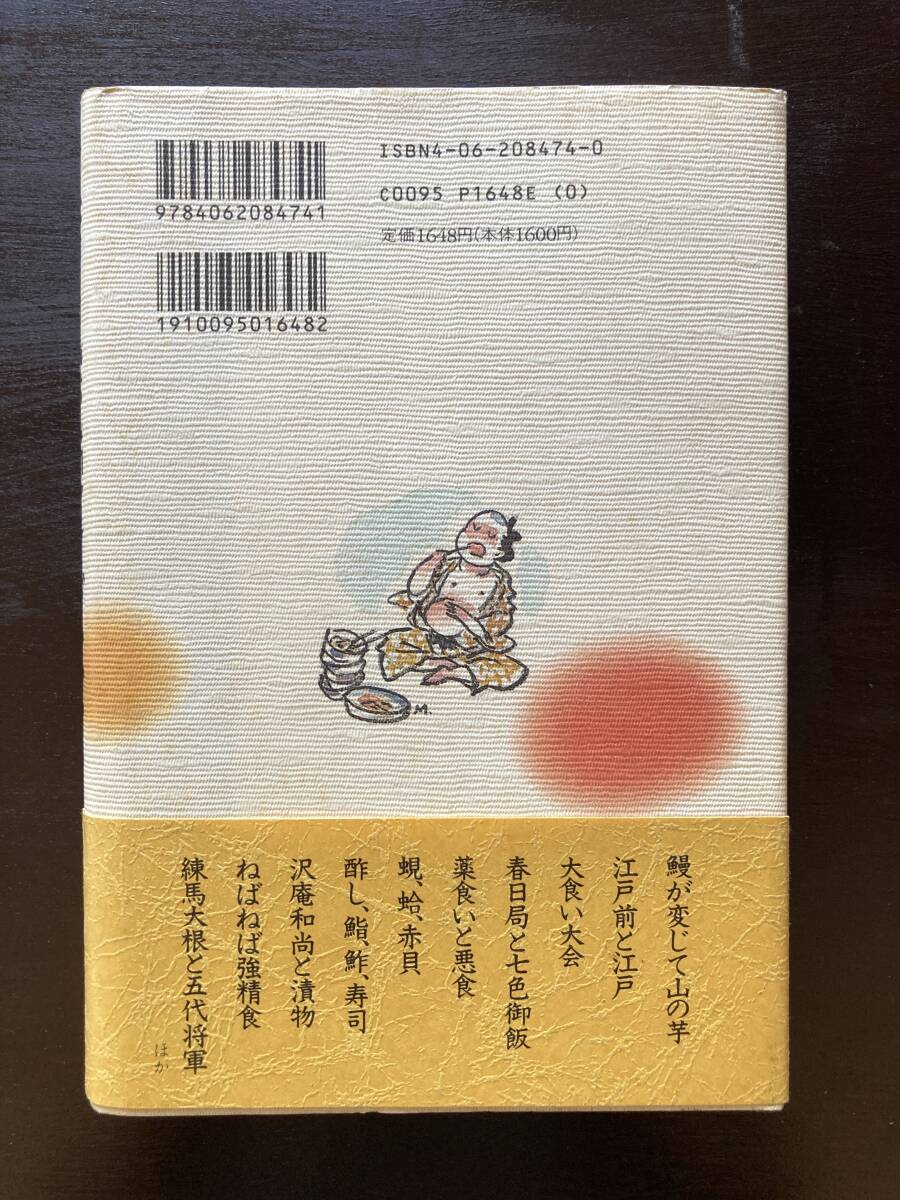 ISBN4-06-208474-0
C0095 P1648E (0)
定価1648円(本体1600円)
9784062084741
1910095016482
M.
鰻が変じて山の芋
江戸前と江戸
大食い大会
春日局と七色御飯
薬食いと悪食
蜆、蛤、赤貝
酢し、鮨、鮓、寿司
沢庵和尚と漬物
ねばねば強精食
練馬大根と五代将軍
ほか